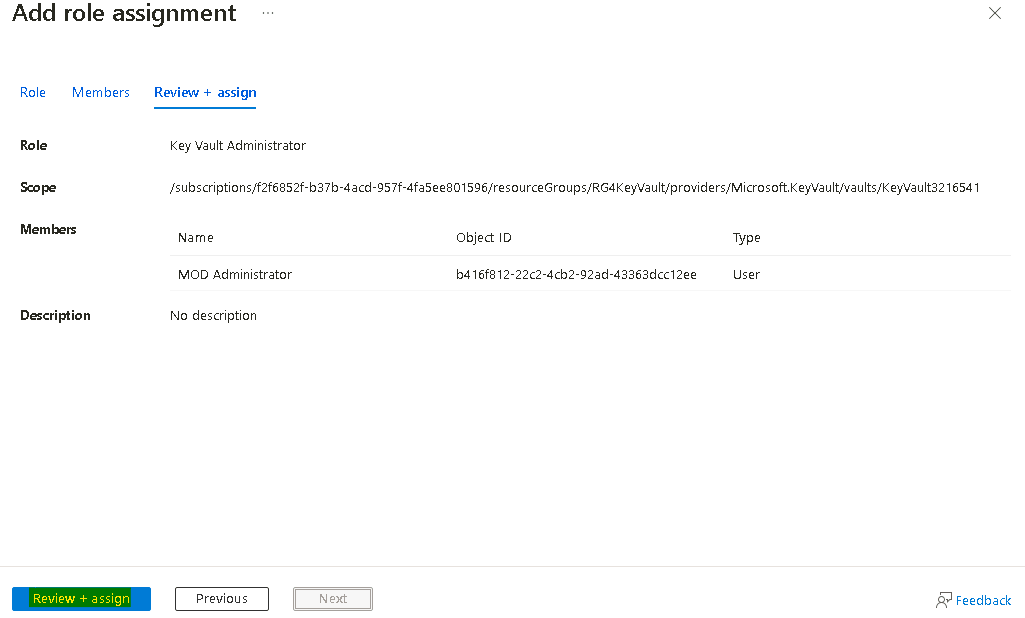 Add role assignment ...
Role Members Review + assign
Role Key Vault Administrator
Scope /subscriptions/f2f6852f-b37b-4acd-957f-4fa5ee801596/resourceGroups/RG4KeyVault/providers/Microsoft.KeyVault/vaults/KeyVault3216541
Members
Name Object ID Type
MOD Administrator b416f812-22c2-4cb2-92ad-43363dcc12ee User
Description No description
Review + assign Previous Next Feedback